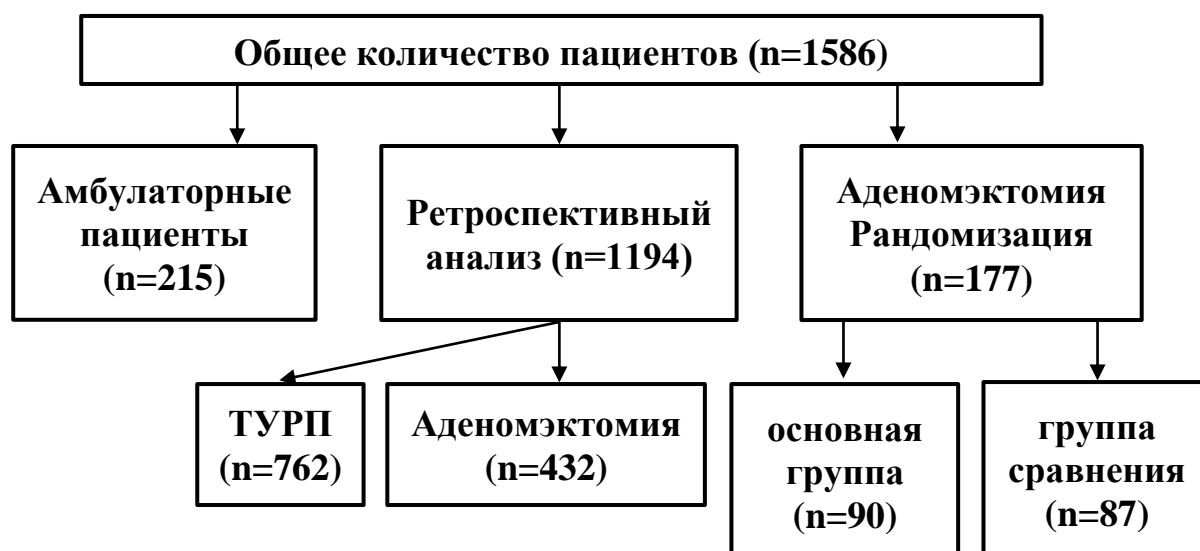 Общее количество пациентов (n=1586)
Амбулаторные
пациенты
(n=215)
Ретроспективный
анализ (n=1194)
Аденомэктомия
Рандомизация
(n=177)
ТУРП
(n=762)
Аденомэктомия
(n=432)
основная
группа
(n=90)
группа
сравнения
(n=87)